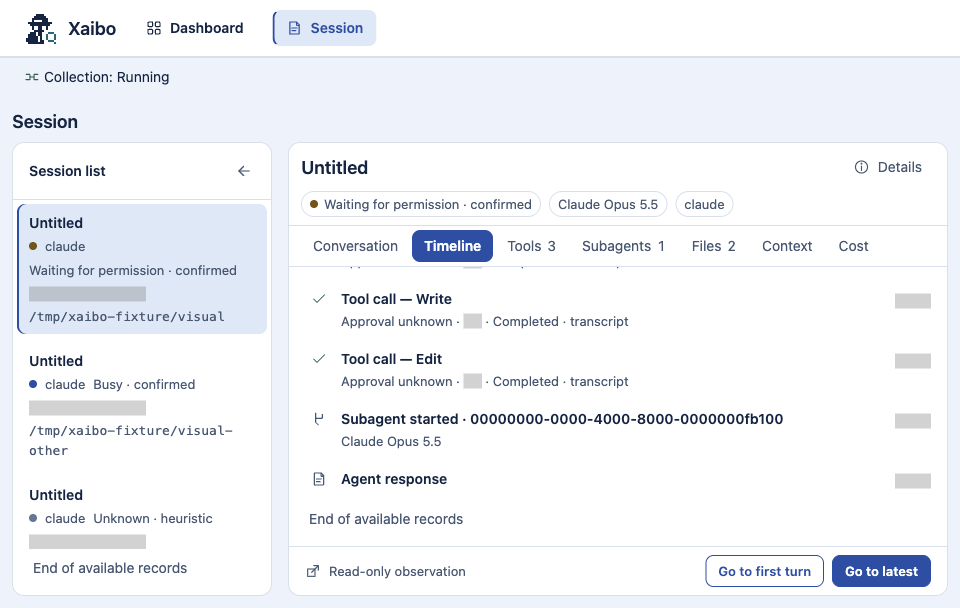 Xaibo
Dashboard
Session
Collection: Running
Session
Session list
Untitled
claude
Waiting for permission · confirmed
/tmp/xaibo-fixture/visual
Untitled
claude Busy · confirmed
/tmp/xaibo-fixture/visual-
other
Untitled
claude Unknown · heuristic
End of available records
Untitled
Details
Waiting for permission · confirmed
Claude Opus 5.5
claude
Conversation
Timeline
Tools 3
Subagents 1
Files 2
Context
Cost
Tool call — Write
Approval unknown · · Completed · transcript
Tool call — Edit
Approval unknown · · Completed · transcript
Subagent started · 00000000-0000-4000-8000-0000000fb100
Claude Opus 5.5
Agent response
End of available records
Read-only observation
Go to first turn
Go to latest